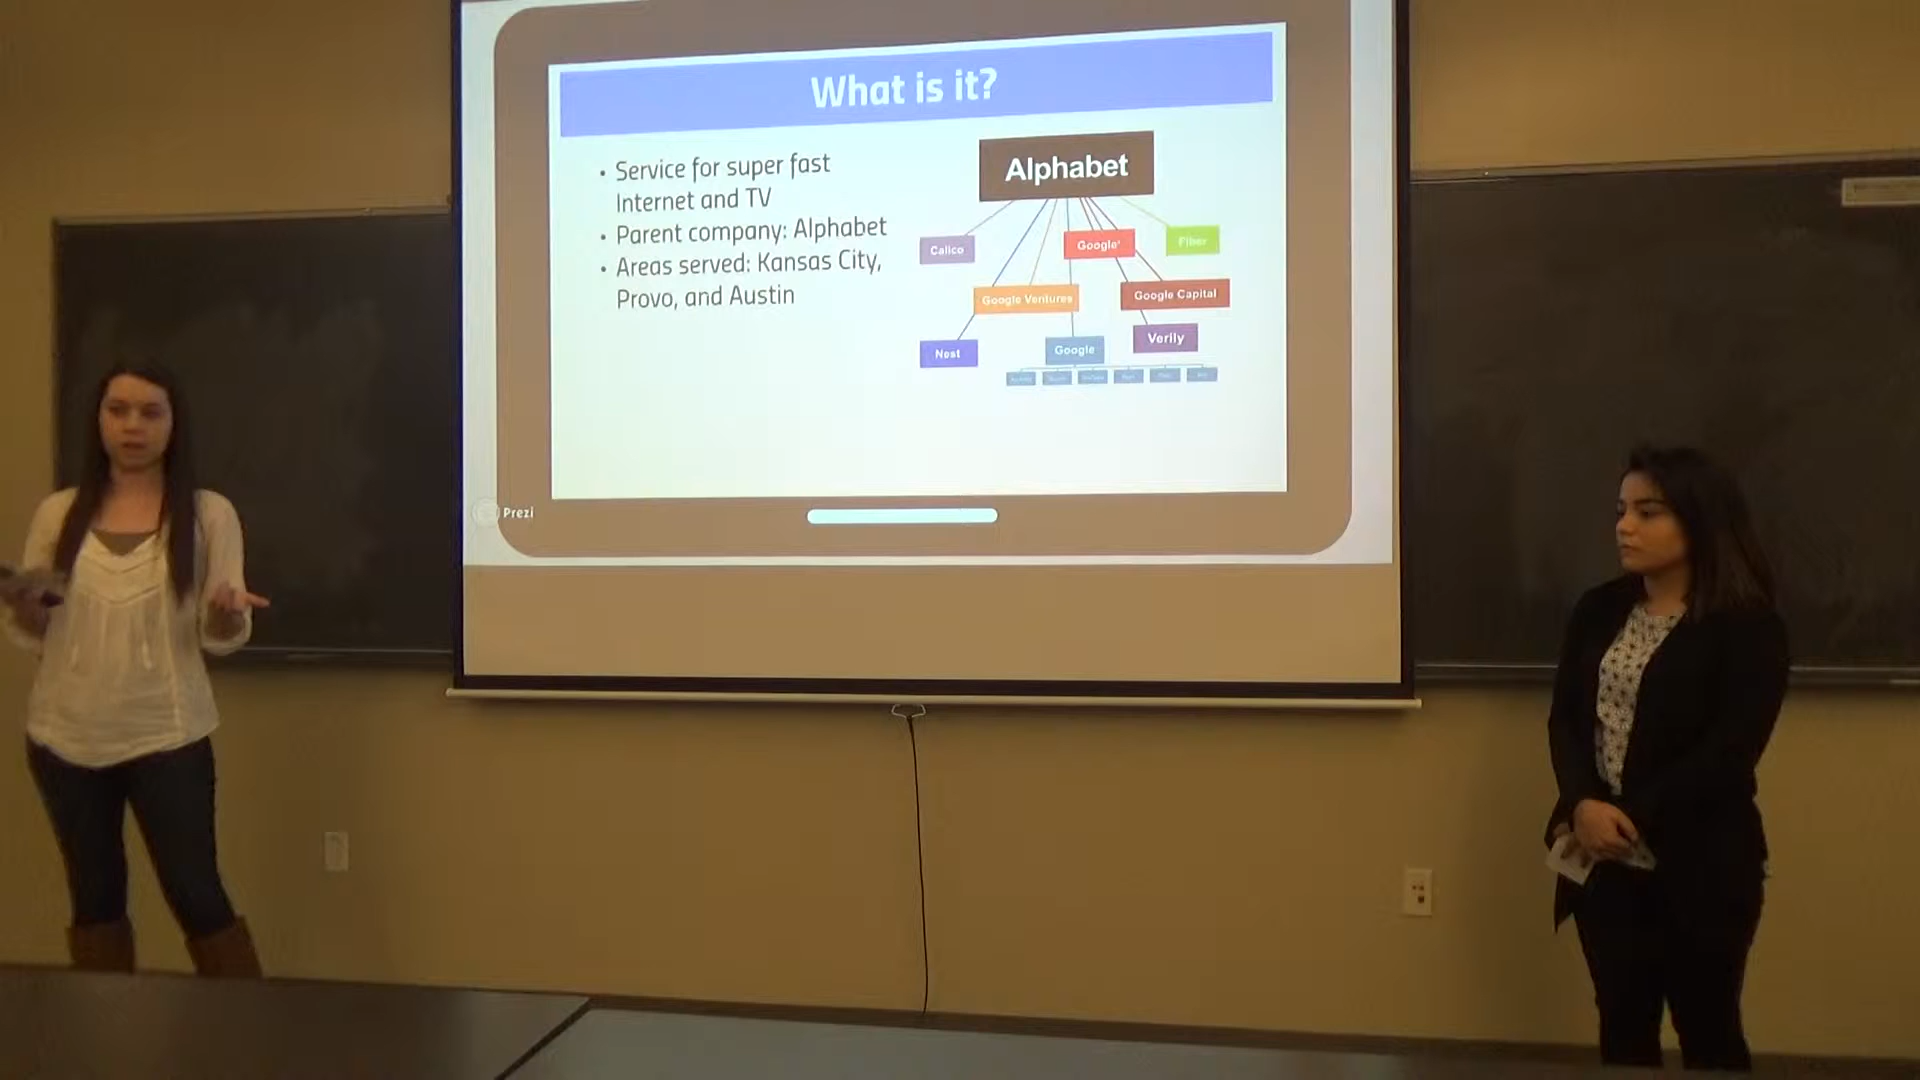 What is it?
• Service for super fast
Internet and TV
• Parent company: Alphabet
• Areas served: Kansas City,
Provo, and Austin
Alphabet
Calico
Google
Fiber
Google Ventures
Google Capital
Nest
Google
Verily
Prezi